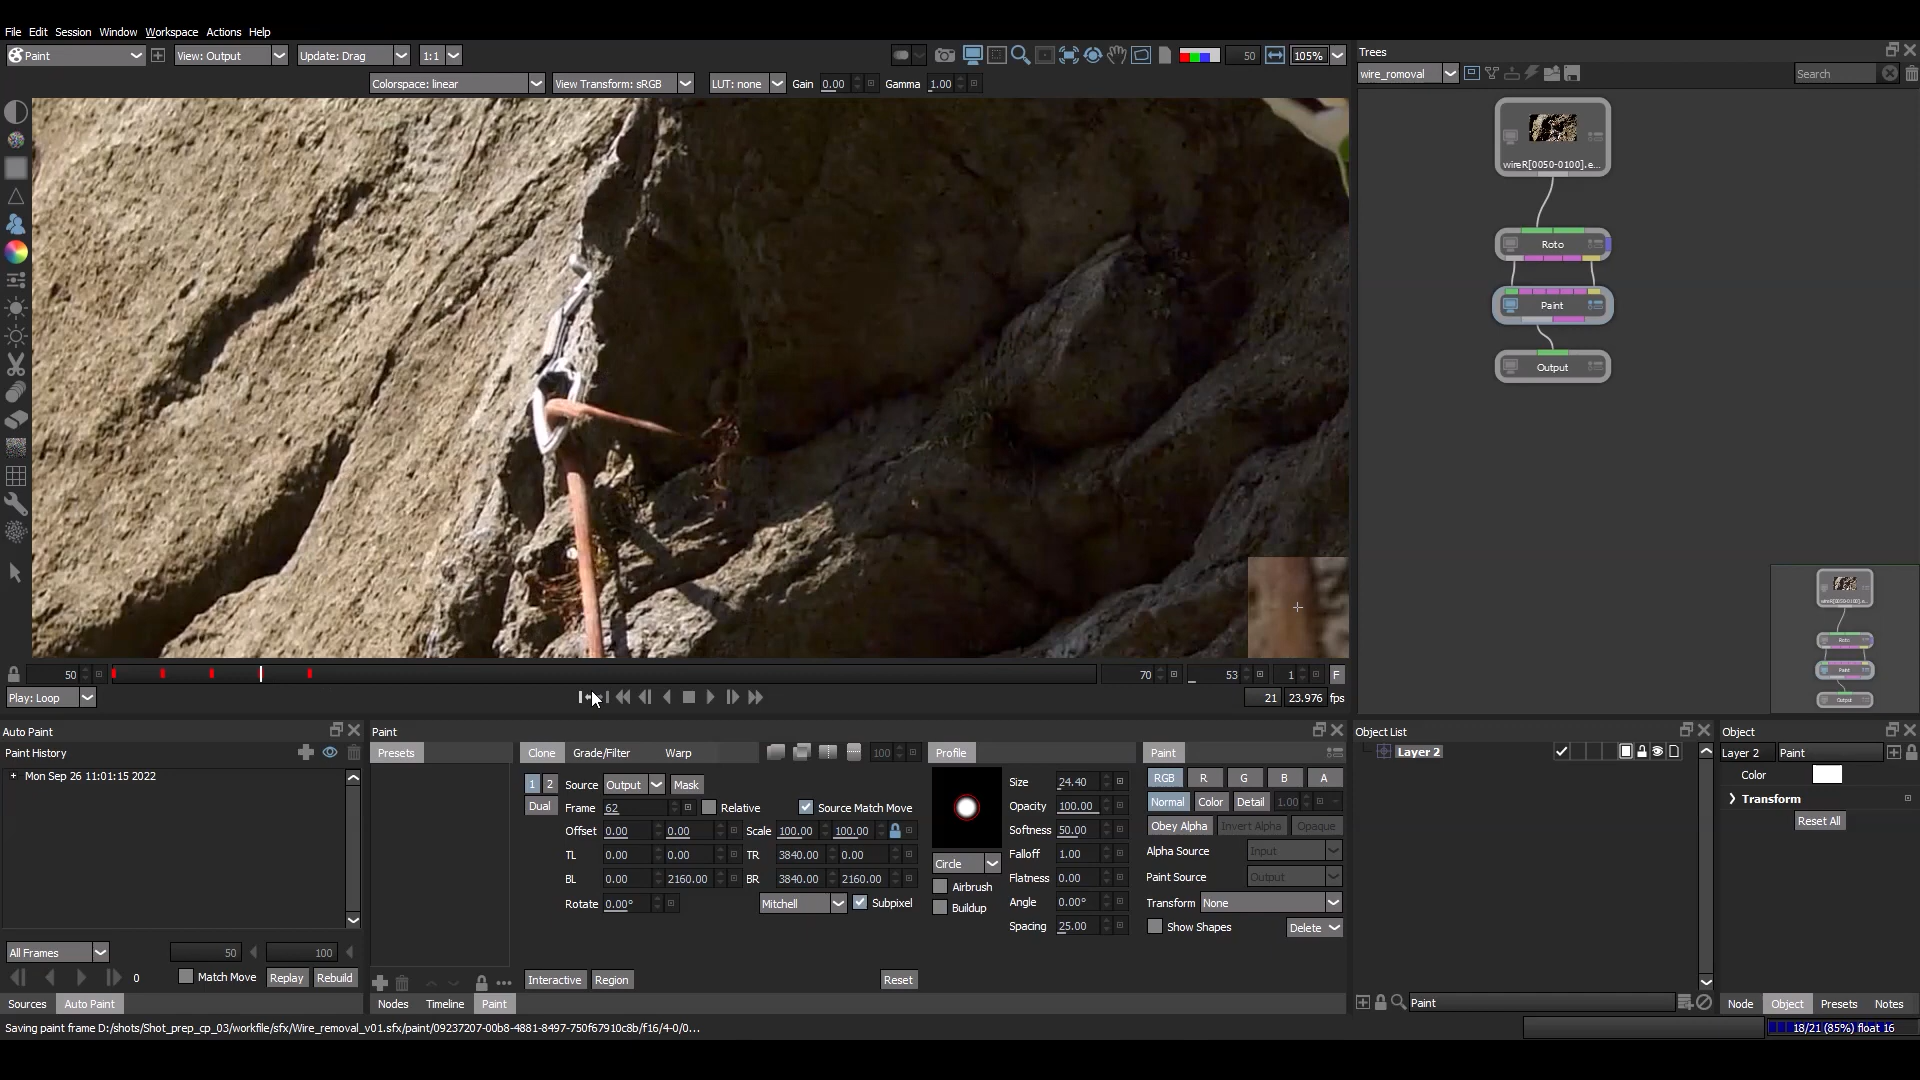 File Edit Session Window Workspace Actions Help
Paint View: Output Update: Drag 1:1 50 105%
Colorspace: linear View Transform: sRGB LUT: none Gain 0.00 Gamma 1.00
Trees
wire_romoval Search
wireR[0050-0100].e...
Roto
Paint
Output
Roto
Paint
Output
50 70 53 1 F
Play: Loop 21 23.976 fps
Auto Paint
Paint History
+ Mon Sep 26 11:01:15 2022
All Frames 50 100
0 Match Move Replay Rebuild
Sources Auto Paint
Paint
Presets
Nodes Timeline Paint
Clone Grade/Filter Warp 100
1 2 Source Output Mask
Dual Frame 62 Relative Source Match Move
Offset 0.00 0.00 Scale 100.00 100.00
TL 0.00 0.00 TR 3840.00 0.00
BL 0.00 2160.00 BR 3840.00 2160.00
Rotate 0.00° Mitchell Subpixel
Interactive Region Reset
Profile
Circle
Airbrush
Buildup
Size 24.40
Opacity 100.00
Softness 50.00
Falloff 1.00
Flatness 0.00
Angle 0.00°
Spacing 25.00
Paint
RGB R G B A
Normal Color Detail 1.00
Obey Alpha Invert Alpha Opaque
Alpha Source Input
Paint Source Output
Transform None
Show Shapes Delete
Object List
Layer 2
Paint
Object
Layer 2 Paint
Color
Transform
Reset All
Node Object Presets Notes
Saving paint frame D:/shots/Shot_prep_cp_03/workfile/sfx/Wire_removal_v01.sfx/paint/09237207-00b8-4881-8497-750f67910c8b/f16/4-0/0...
18/21 (85%) float 16